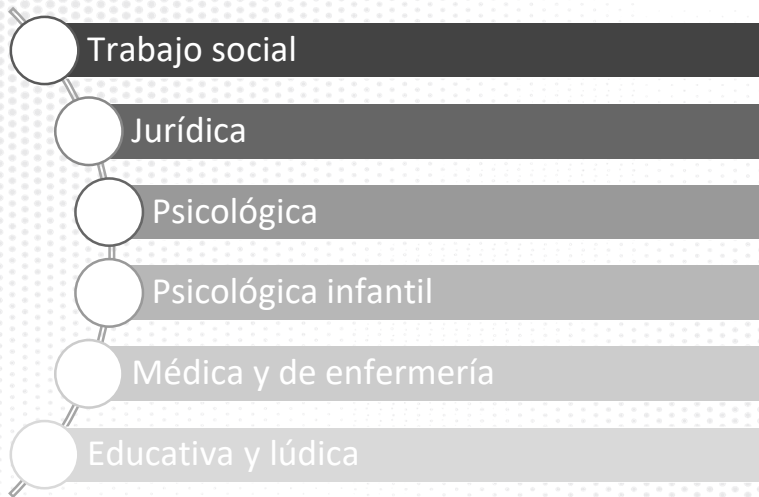 Trabajo social
Jurídica
Psicológica
Psicológica infantil
Médica y de enfermería
Educativa y lúdica